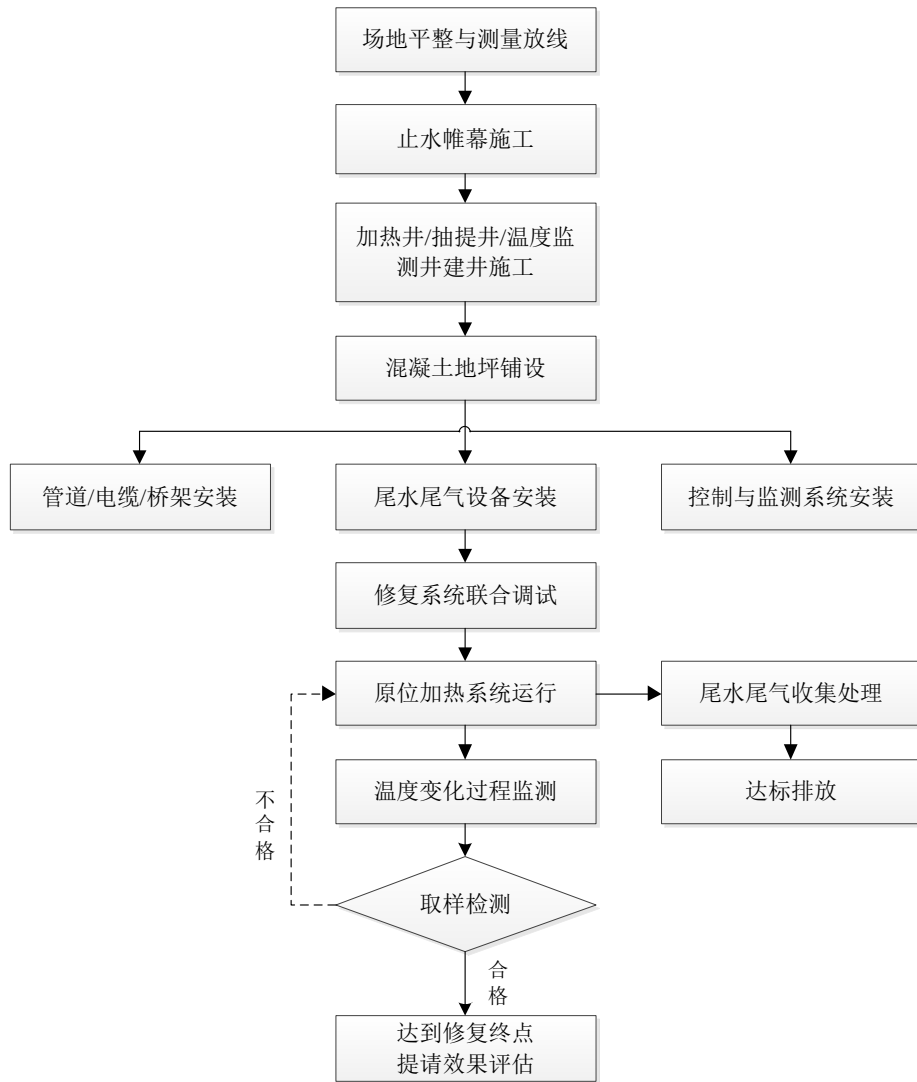 场地平整与测量放线
止水帷幕施工
加热井/抽提井/温度监
测井建井施工
混凝土地坪铺设
管道/电缆/桥架安装
尾水尾气设备安装
控制与监测系统安装
修复系统联合调试
原位加热系统运行
尾水尾气收集处理
温度变化过程监测
达标排放
不合格
取样检测
合格
达到修复终点
提请效果评估